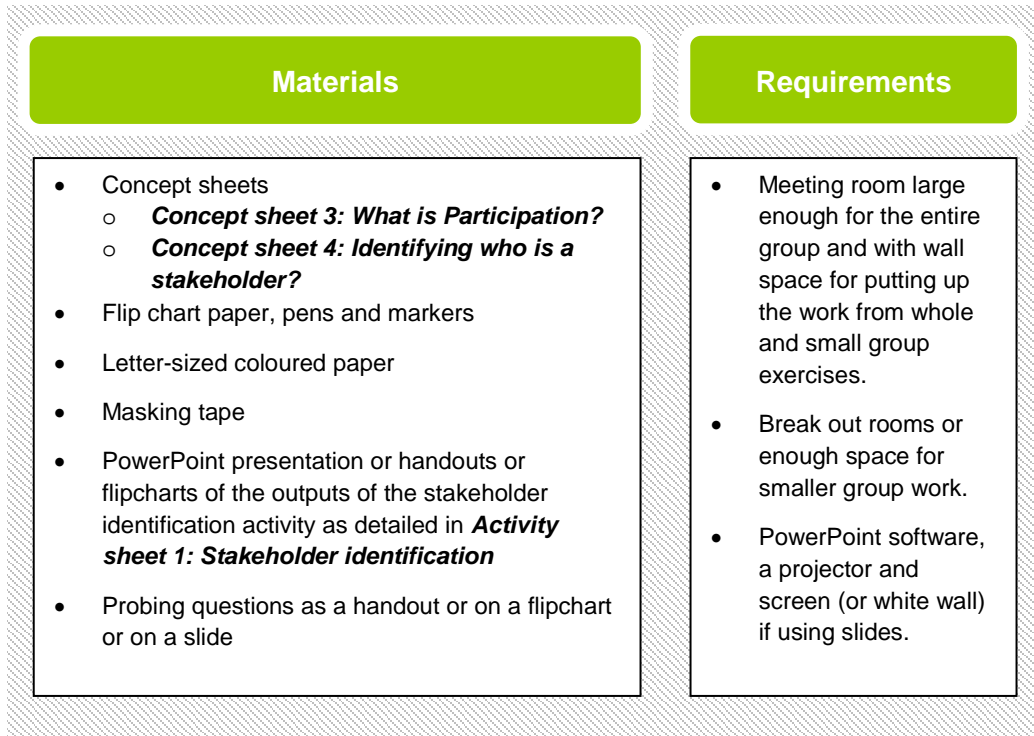 Materials
• Concept sheets
o Concept sheet 3: What is Participation?
o Concept sheet 4: Identifying who is a
stakeholder?
• Flip chart paper, pens and markers
• Letter-sized coloured paper
• Masking tape
• PowerPoint presentation or handouts or
flipcharts of the outputs of the stakeholder
identification activity as detailed in Activity
sheet 1: Stakeholder identification
• Probing questions as a handout or on a flipchart
or on a slide
Requirements
• Meeting room large
enough for the entire
group and with wall
space for putting up
the work from whole
and small group
exercises.
• Break out rooms or
enough space for
smaller group work.
• PowerPoint software,
a projector and
screen (or white wall)
if using slides.